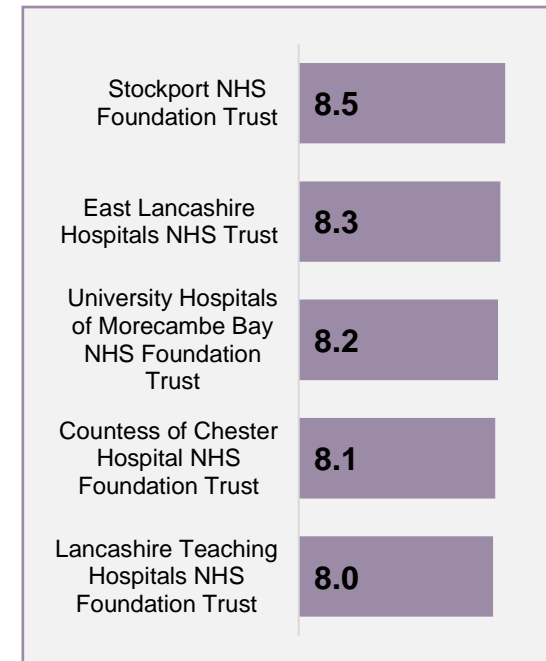 Stockport NHS
Foundation Trust
8.5
East Lancashire
Hospitals NHS Trust
8.3
University Hospitals
of Morecambe Bay
NHS Foundation
Trust
8.2
Countess of Chester
Hospital NHS
Foundation Trust
8.1
Lancashire Teaching
Hospitals NHS
Foundation Trust
8.0